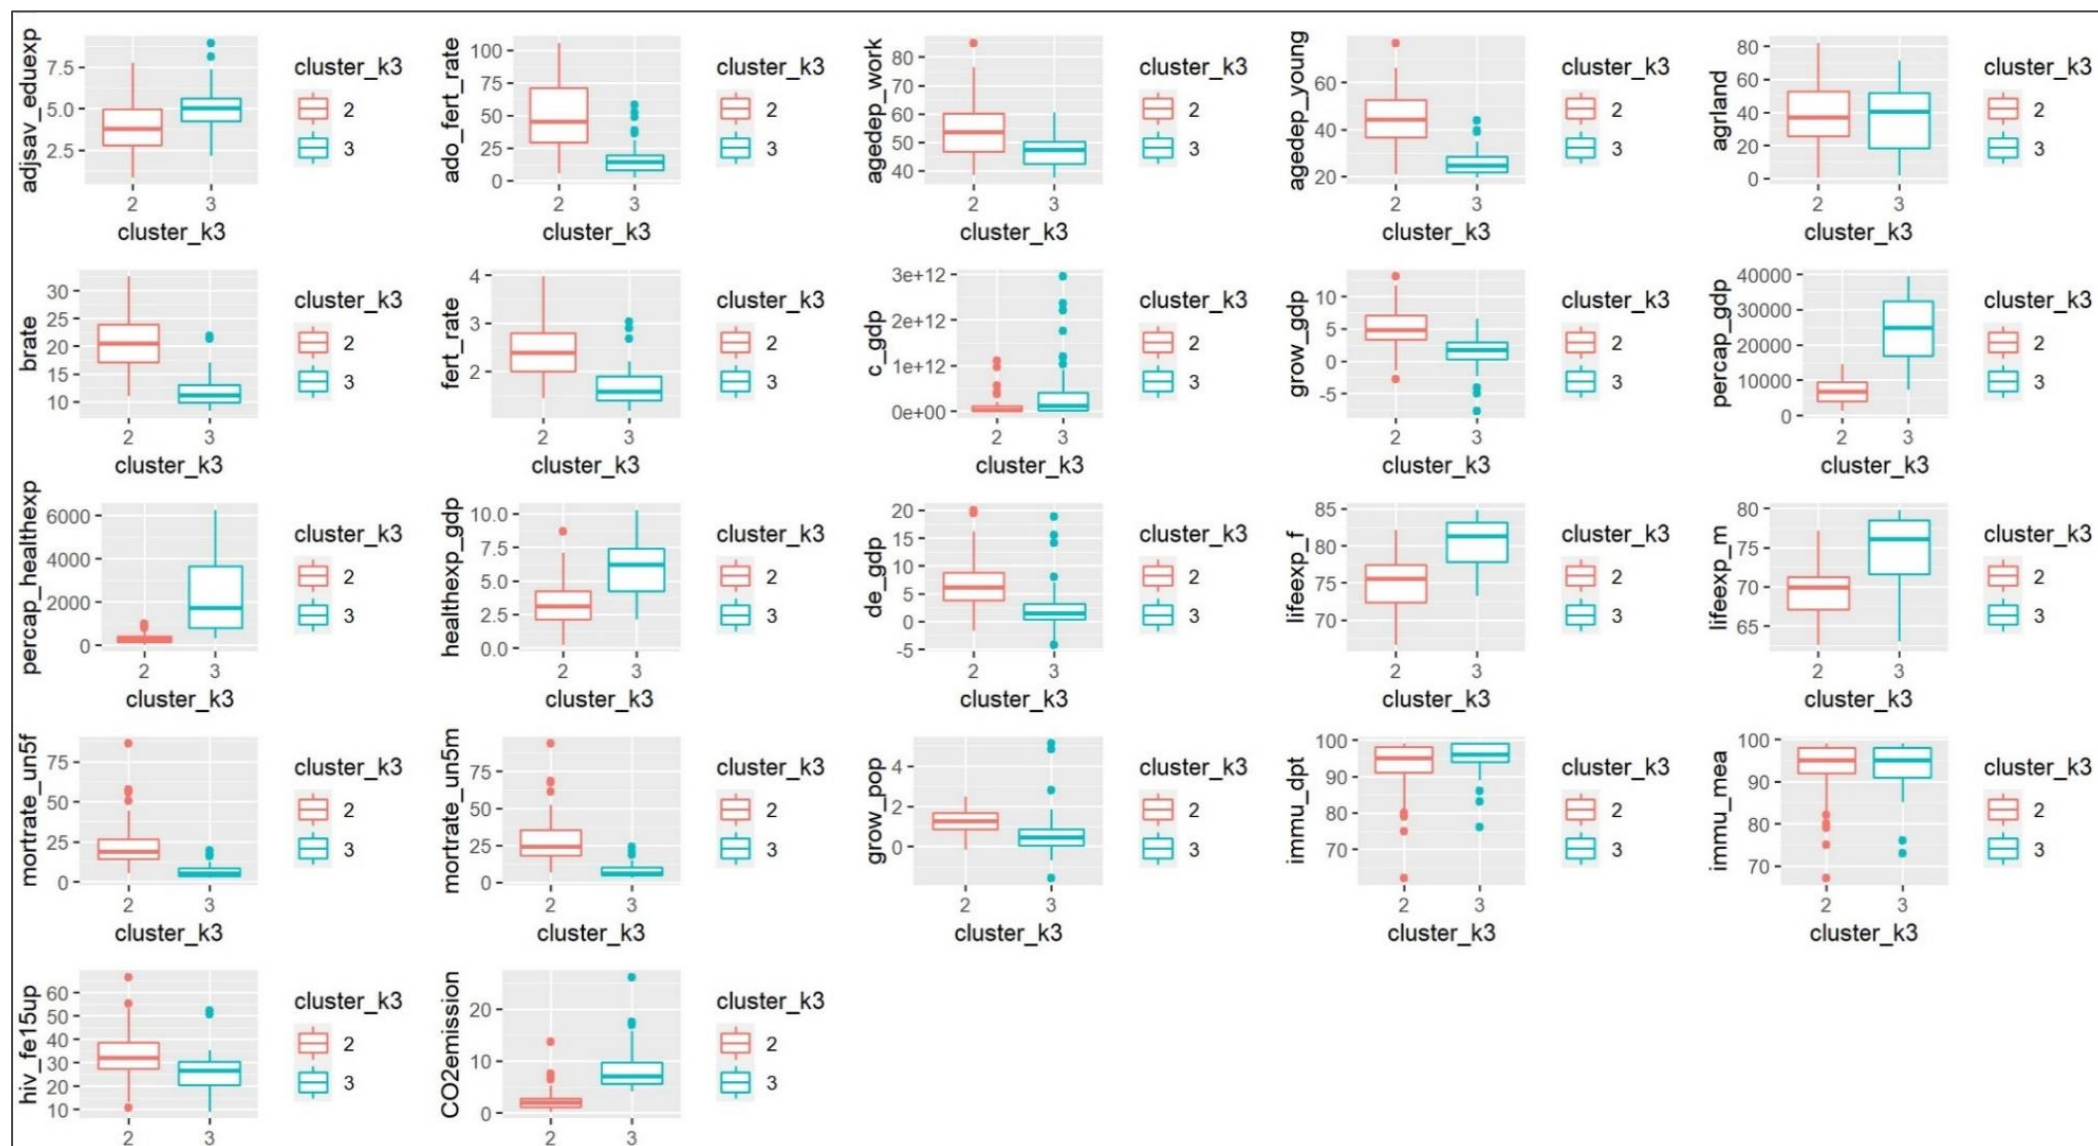 adjsav_eduexp
7.5
5.0
2.5
2 3
cluster_k3
cluster_k3
2
3
ado_fert_rate
100
75
50
25
0
2 3
cluster_k3
cluster_k3
2
3
agedep_work
80
70
60
50
40
2 3
cluster_k3
cluster_k3
2
3
agedep_young
60
40
20
2 3
cluster_k3
cluster_k3
2
3
agrland
80
60
40
20
0
2 3
cluster_k3
cluster_k3
2
3
brate
30
25
20
15
10
2 3
cluster_k3
cluster_k3
2
3
fert_rate
4
3
2
2 3
cluster_k3
cluster_k3
2
3
c_gdp
3e+12
2e+12
1e+12
0e+00
2 3
cluster_k3
cluster_k3
2
3
grow_gdp
10
5
0
-5
2 3
cluster_k3
cluster_k3
2
3
percap_gdp
40000
30000
20000
10000
0
2 3
cluster_k3
cluster_k3
2
3
percap_healthexp
6000
4000
2000
0
2 3
cluster_k3
cluster_k3
2
3
healthexp_gdp
10.0
7.5
5.0
2.5
0.0
2 3
cluster_k3
cluster_k3
2
3
de_gdp
20
15
10
5
0
-5
2 3
cluster_k3
cluster_k3
2
3
lifeexp_f
85
80
75
70
2 3
cluster_k3
cluster_k3
2
3
lifeexp_m
80
75
70
65
2 3
cluster_k3
cluster_k3
2
3
mortrate_un5f
75
50
25
0
2 3
cluster_k3
cluster_k3
2
3
mortrate_un5m
75
50
25
0
2 3
cluster_k3
cluster_k3
2
3
grow_pop
4
2
0
2 3
cluster_k3
cluster_k3
2
3
immu_dpt
100
90
80
70
2 3
cluster_k3
cluster_k3
2
3
immu_mea
100
90
80
70
2 3
cluster_k3
cluster_k3
2
3
hiv_fe15up
60
50
40
30
20
10
2 3
cluster_k3
2
3
CO2emission
20
10
0
2 3
cluster_k3
2
3